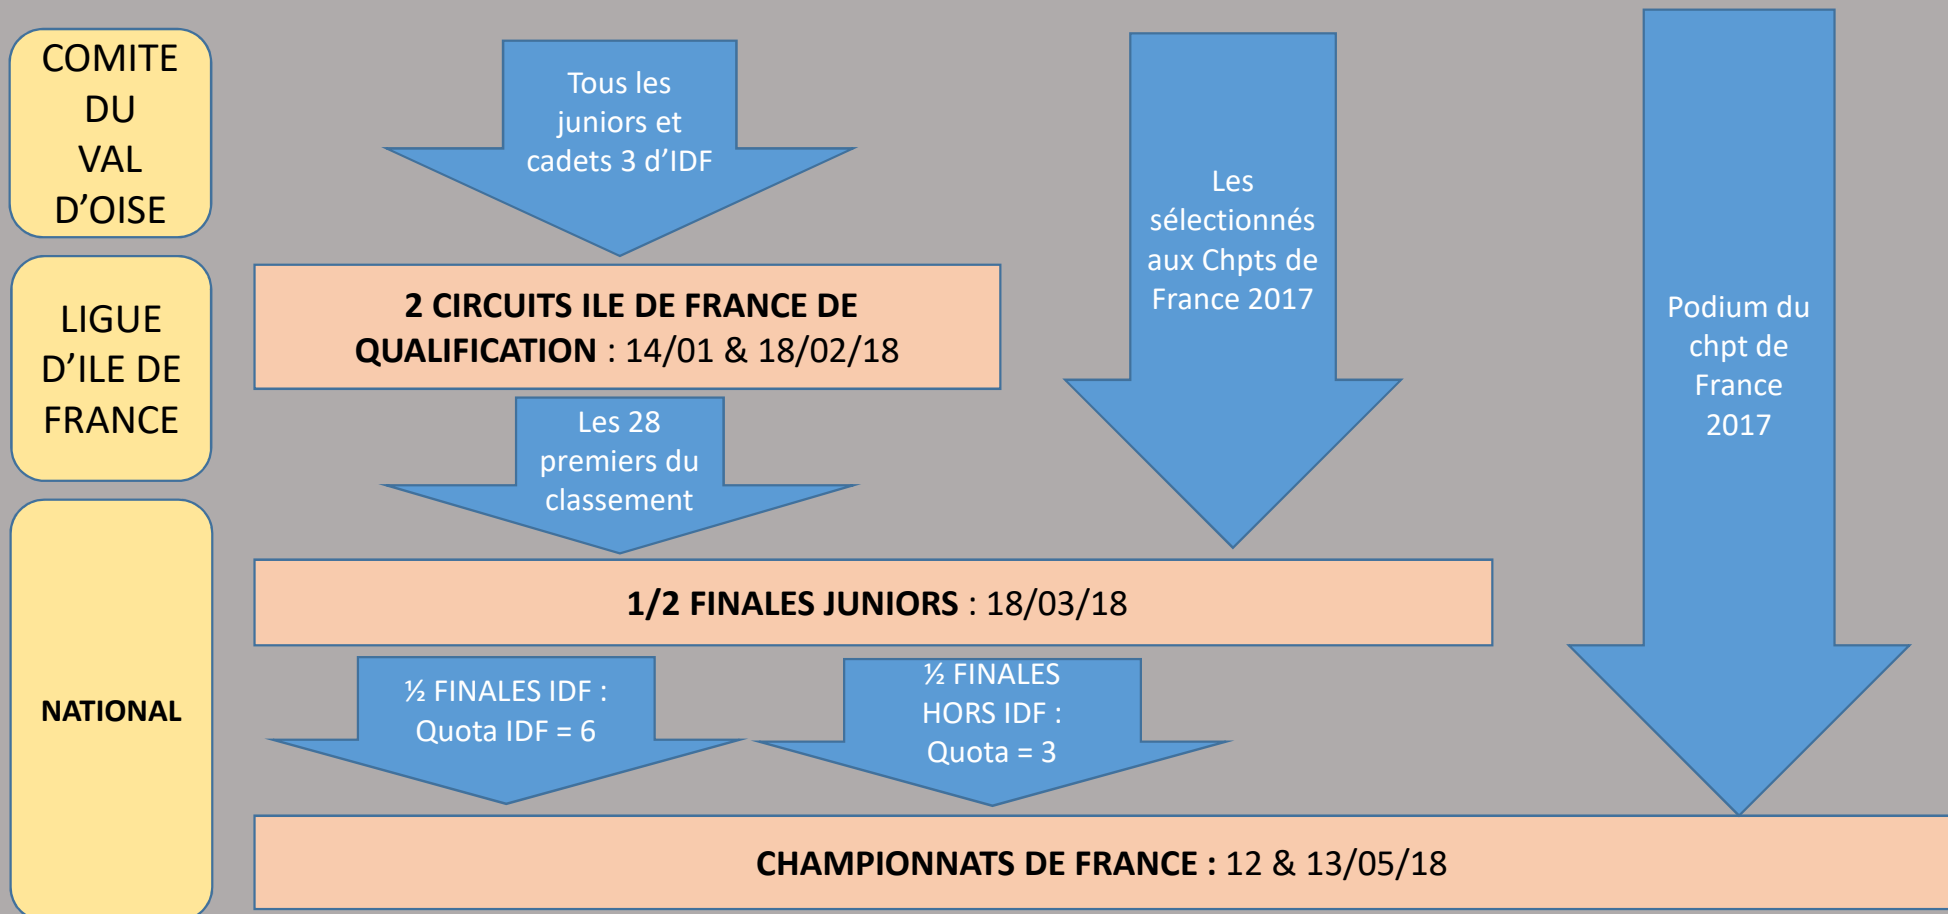 COMITE
DU
VAL
D’OISE
LIGUE
D’ILE DE
FRANCE
NATIONAL
Tous les
juniors et
cadets 3 d’IDF
2 CIRCUITS ILE DE FRANCE DE
QUALIFICATION : 14/01 & 18/02/18
Les 28
premiers du
classement
Les
sélectionnés
aux Chpts de
France 2017
Podium du
chpt de
France
2017
1/2 FINALES JUNIORS : 18/03/18
½ FINALES IDF :
Quota IDF = 6
½ FINALES
HORS IDF :
Quota = 3
CHAMPIONNATS DE FRANCE : 12 & 13/05/18